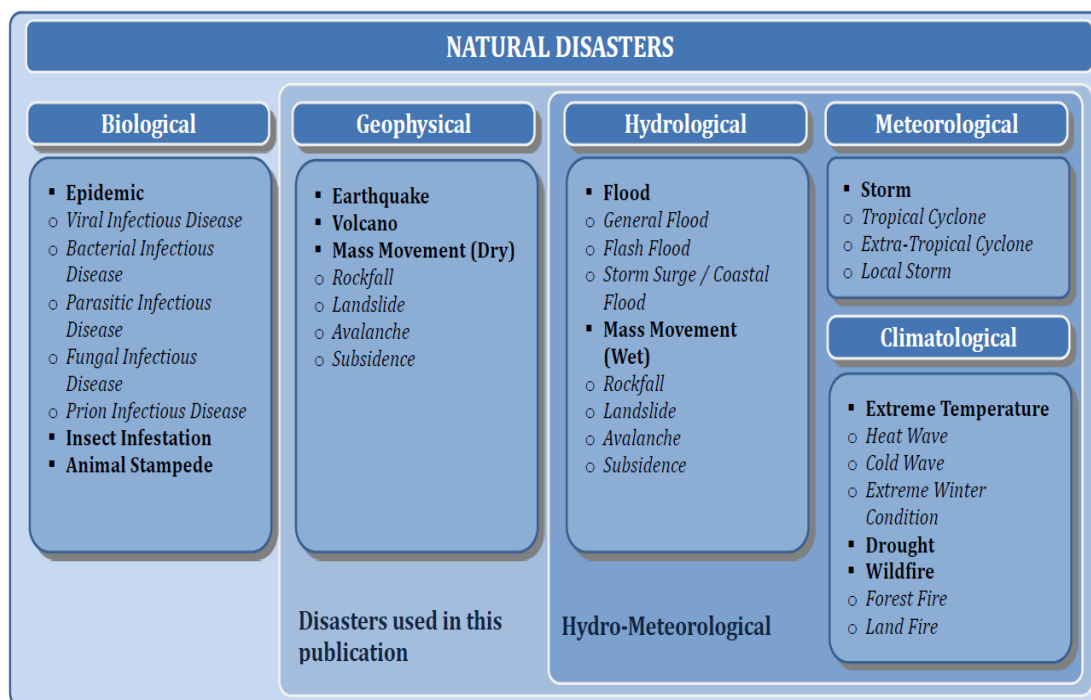 NATURAL DISASTERS
Biological
▪ Epidemic
○ Viral Infectious Disease
○ Bacterial Infectious
Disease
○ Parasitic Infectious
Disease
○ Fungal Infectious
Disease
○ Prion Infectious Disease
▪ Insect Infestation
▪ Animal Stampede
Geophysical
▪ Earthquake
▪ Volcano
▪ Mass Movement (Dry)
○ Rockfall
○ Landslide
○ Avalanche
○ Subsidence
Hydrological
▪ Flood
○ General Flood
○ Flash Flood
○ Storm Surge / Coastal
Flood
▪ Mass Movement
(Wet)
○ Rockfall
○ Landslide
○ Avalanche
○ Subsidence
Meteorological
▪ Storm
○ Tropical Cyclone
○ Extra-Tropical Cyclone
○ Local Storm
Climatological
▪ Extreme Temperature
○ Heat Wave
○ Cold Wave
○ Extreme Winter
Condition
▪ Drought
▪ Wildfire
○ Forest Fire
○ Land Fire
Disasters used in this
publication
Hydro-Meteorological